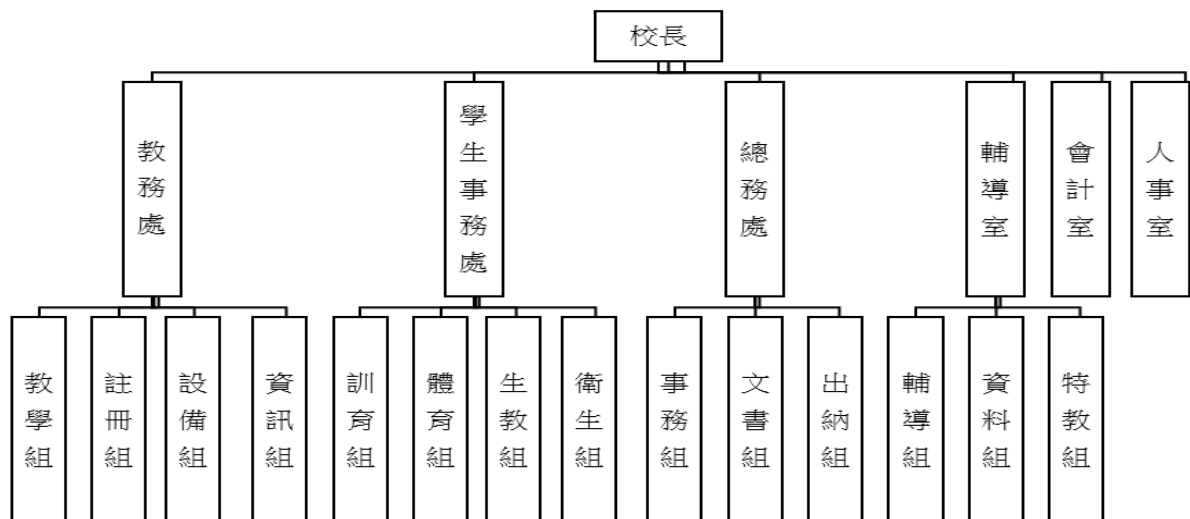 校長
教務處
學生事務處
總務處
輔導室
會計室
人事室
教學組
註冊組
設備組
資訊組
訓育組
體育組
生教組
衛生組
事務組
文書組
出納組
輔導組
資料組
特教組